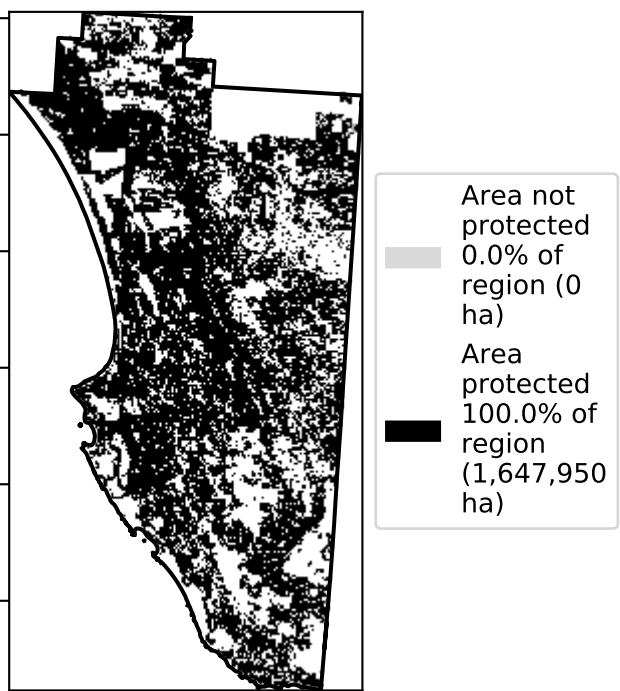 Area not
protected
0.0% of
region (0
ha)
Area
protected
100.0% of
region
(1,647,950
ha)